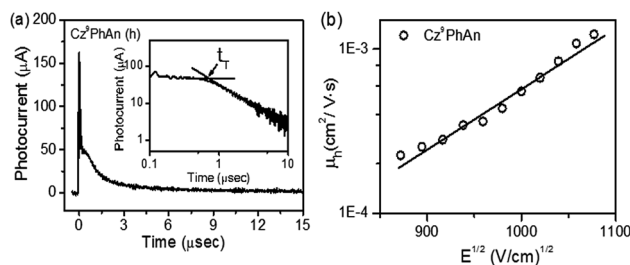 (a)
Cz⁹PhAn (h)
Photocurrent (μA)
200
150
100
50
0
0
3
6
9
12
15
Time (μsec)
Photocurrent (μA)
100
10
1
0.1
1
10
Time (μsec)
t_T
(b)
Cz⁹PhAn
μ_h(cm²/ V·s)
1E-3
1E-4
900
1000
1100
E^1/2 (V/cm)^1/2